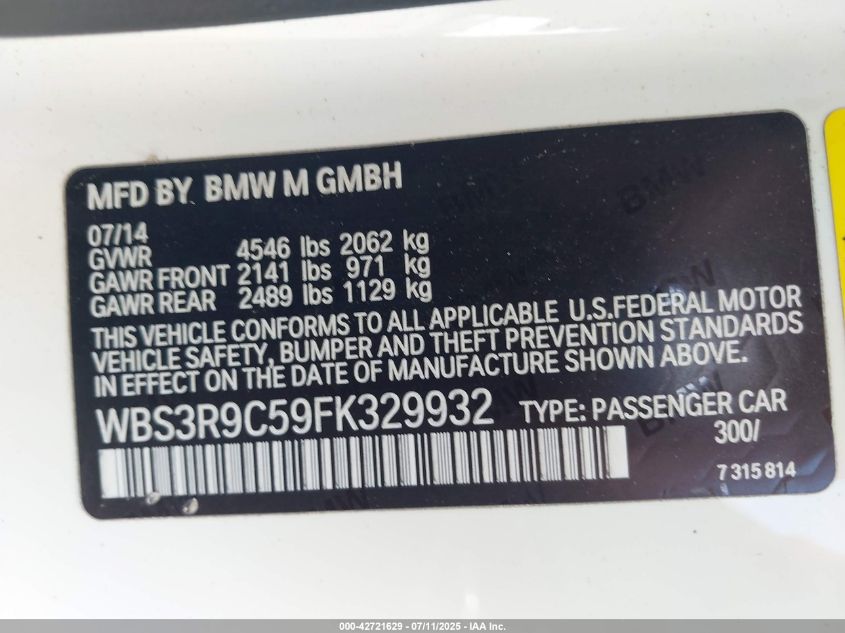 MFD BY BMW M GMBH
07/14
GVWR 4546 lbs 2062 kg
GAWR FRONT 2141 lbs 971 kg
GAWR REAR 2489 lbs 1129 kg
THIS VEHICLE CONFORMS TO ALL APPLICABLE U.S.FEDERAL MOTOR
VEHICLE SAFETY, BUMPER AND THEFT PREVENTION STANDARDS
IN EFFECT ON THE DATE OF MANUFACTURE SHOWN ABOVE.
WBS3R9C59FK329932 TYPE: PASSENGER CAR
300/
7 315 814
000-42721629 - 07/11/2025 - IAA Inc.